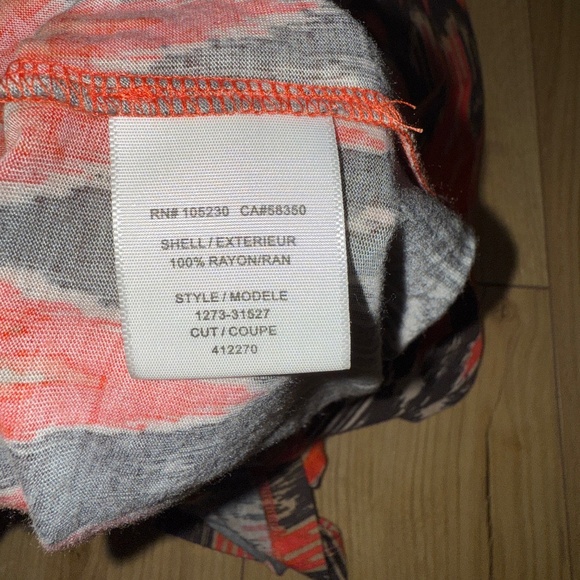 RN# 105230 CA#58350
SHELL / EXTERIEUR
100% RAYON/RAN
STYLE / MODELE
1273-31527
CUT / COUPE
412270